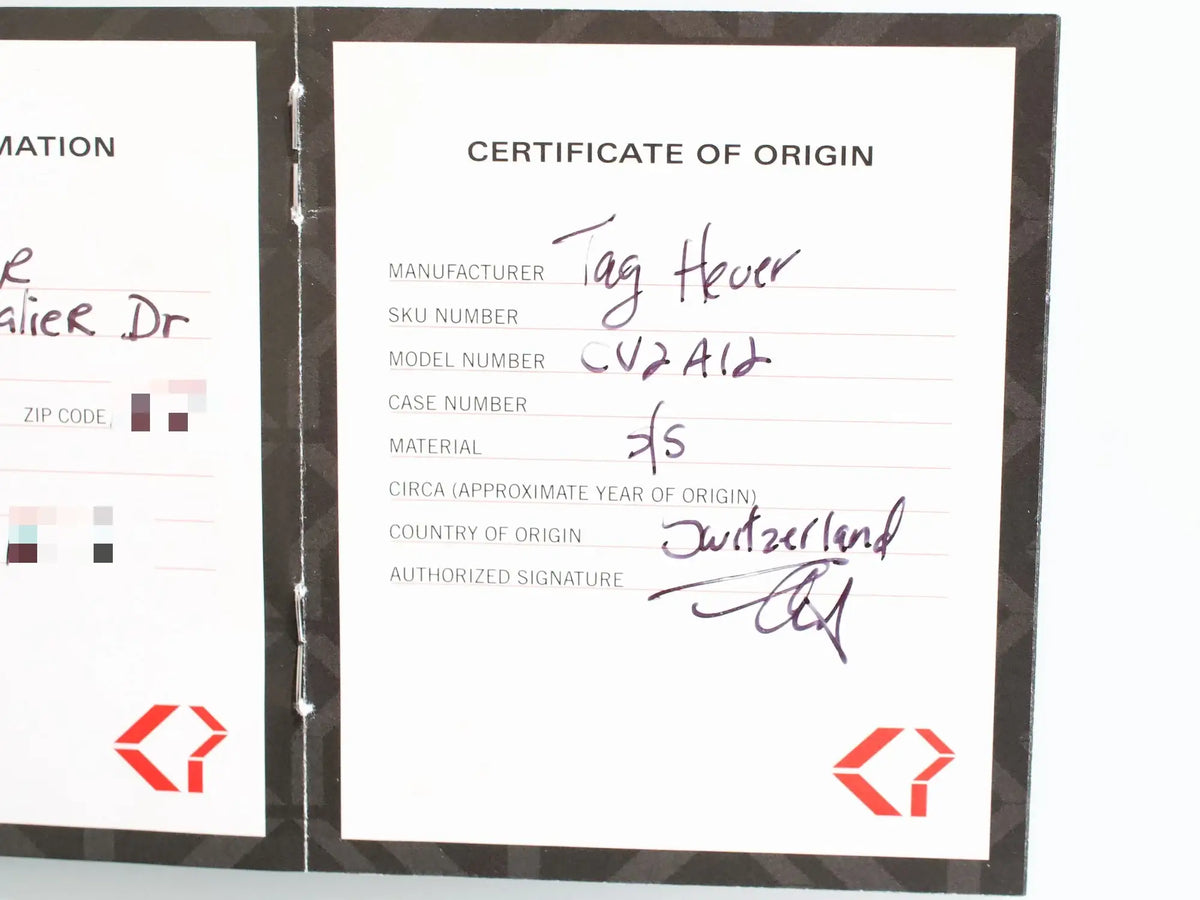 MATION
R
alieR Dr
ZIP CODE
CERTIFICATE OF ORIGIN
MANUFACTURER Tag Heuer
SKU NUMBER
MODEL NUMBER CV2A12
CASE NUMBER
MATERIAL s/s
CIRCA (APPROXIMATE YEAR OF ORIGIN)
COUNTRY OF ORIGIN Switzerland
AUTHORIZED SIGNATURE